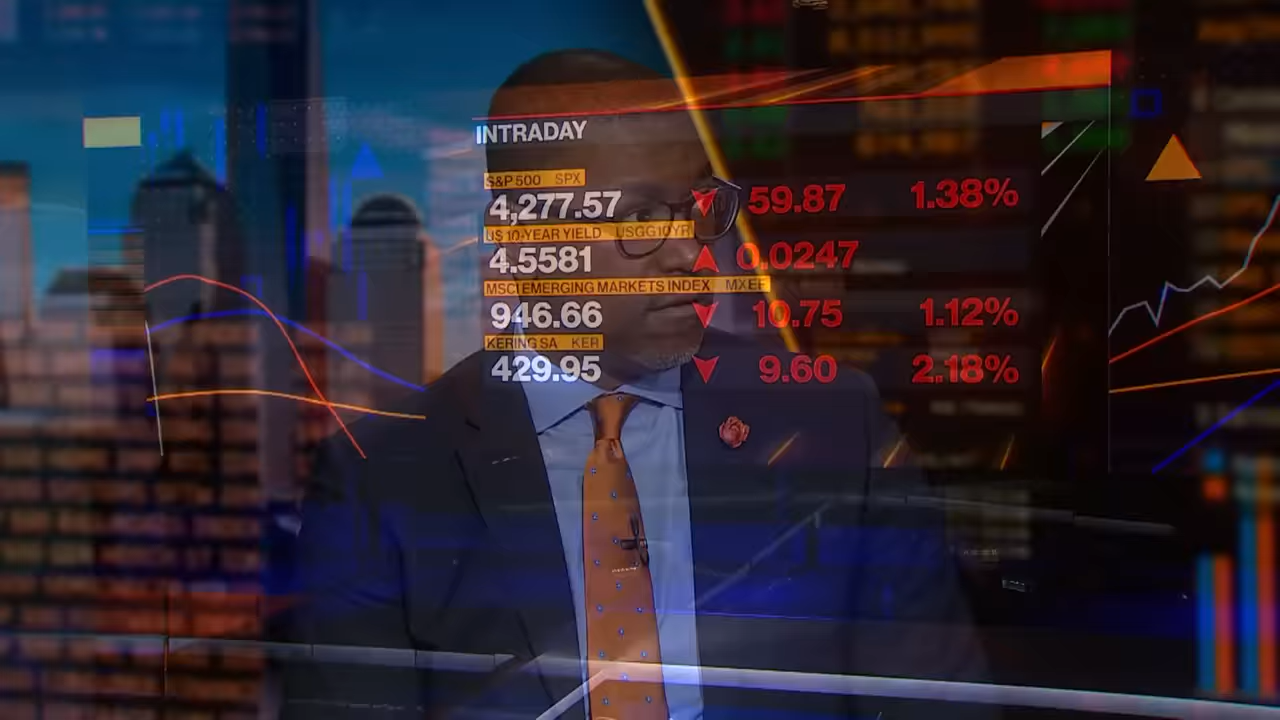 INTRADAY
S&P 500 SPX
4,277.57 59.87 1.38%
US 10-YEAR YIELD USGG10YR
4.5581 0.0247
MSCI EMERGING MARKETS INDEX MXEF
946.66 10.75 1.12%
KERING SA KER
429.95 9.60 2.18%